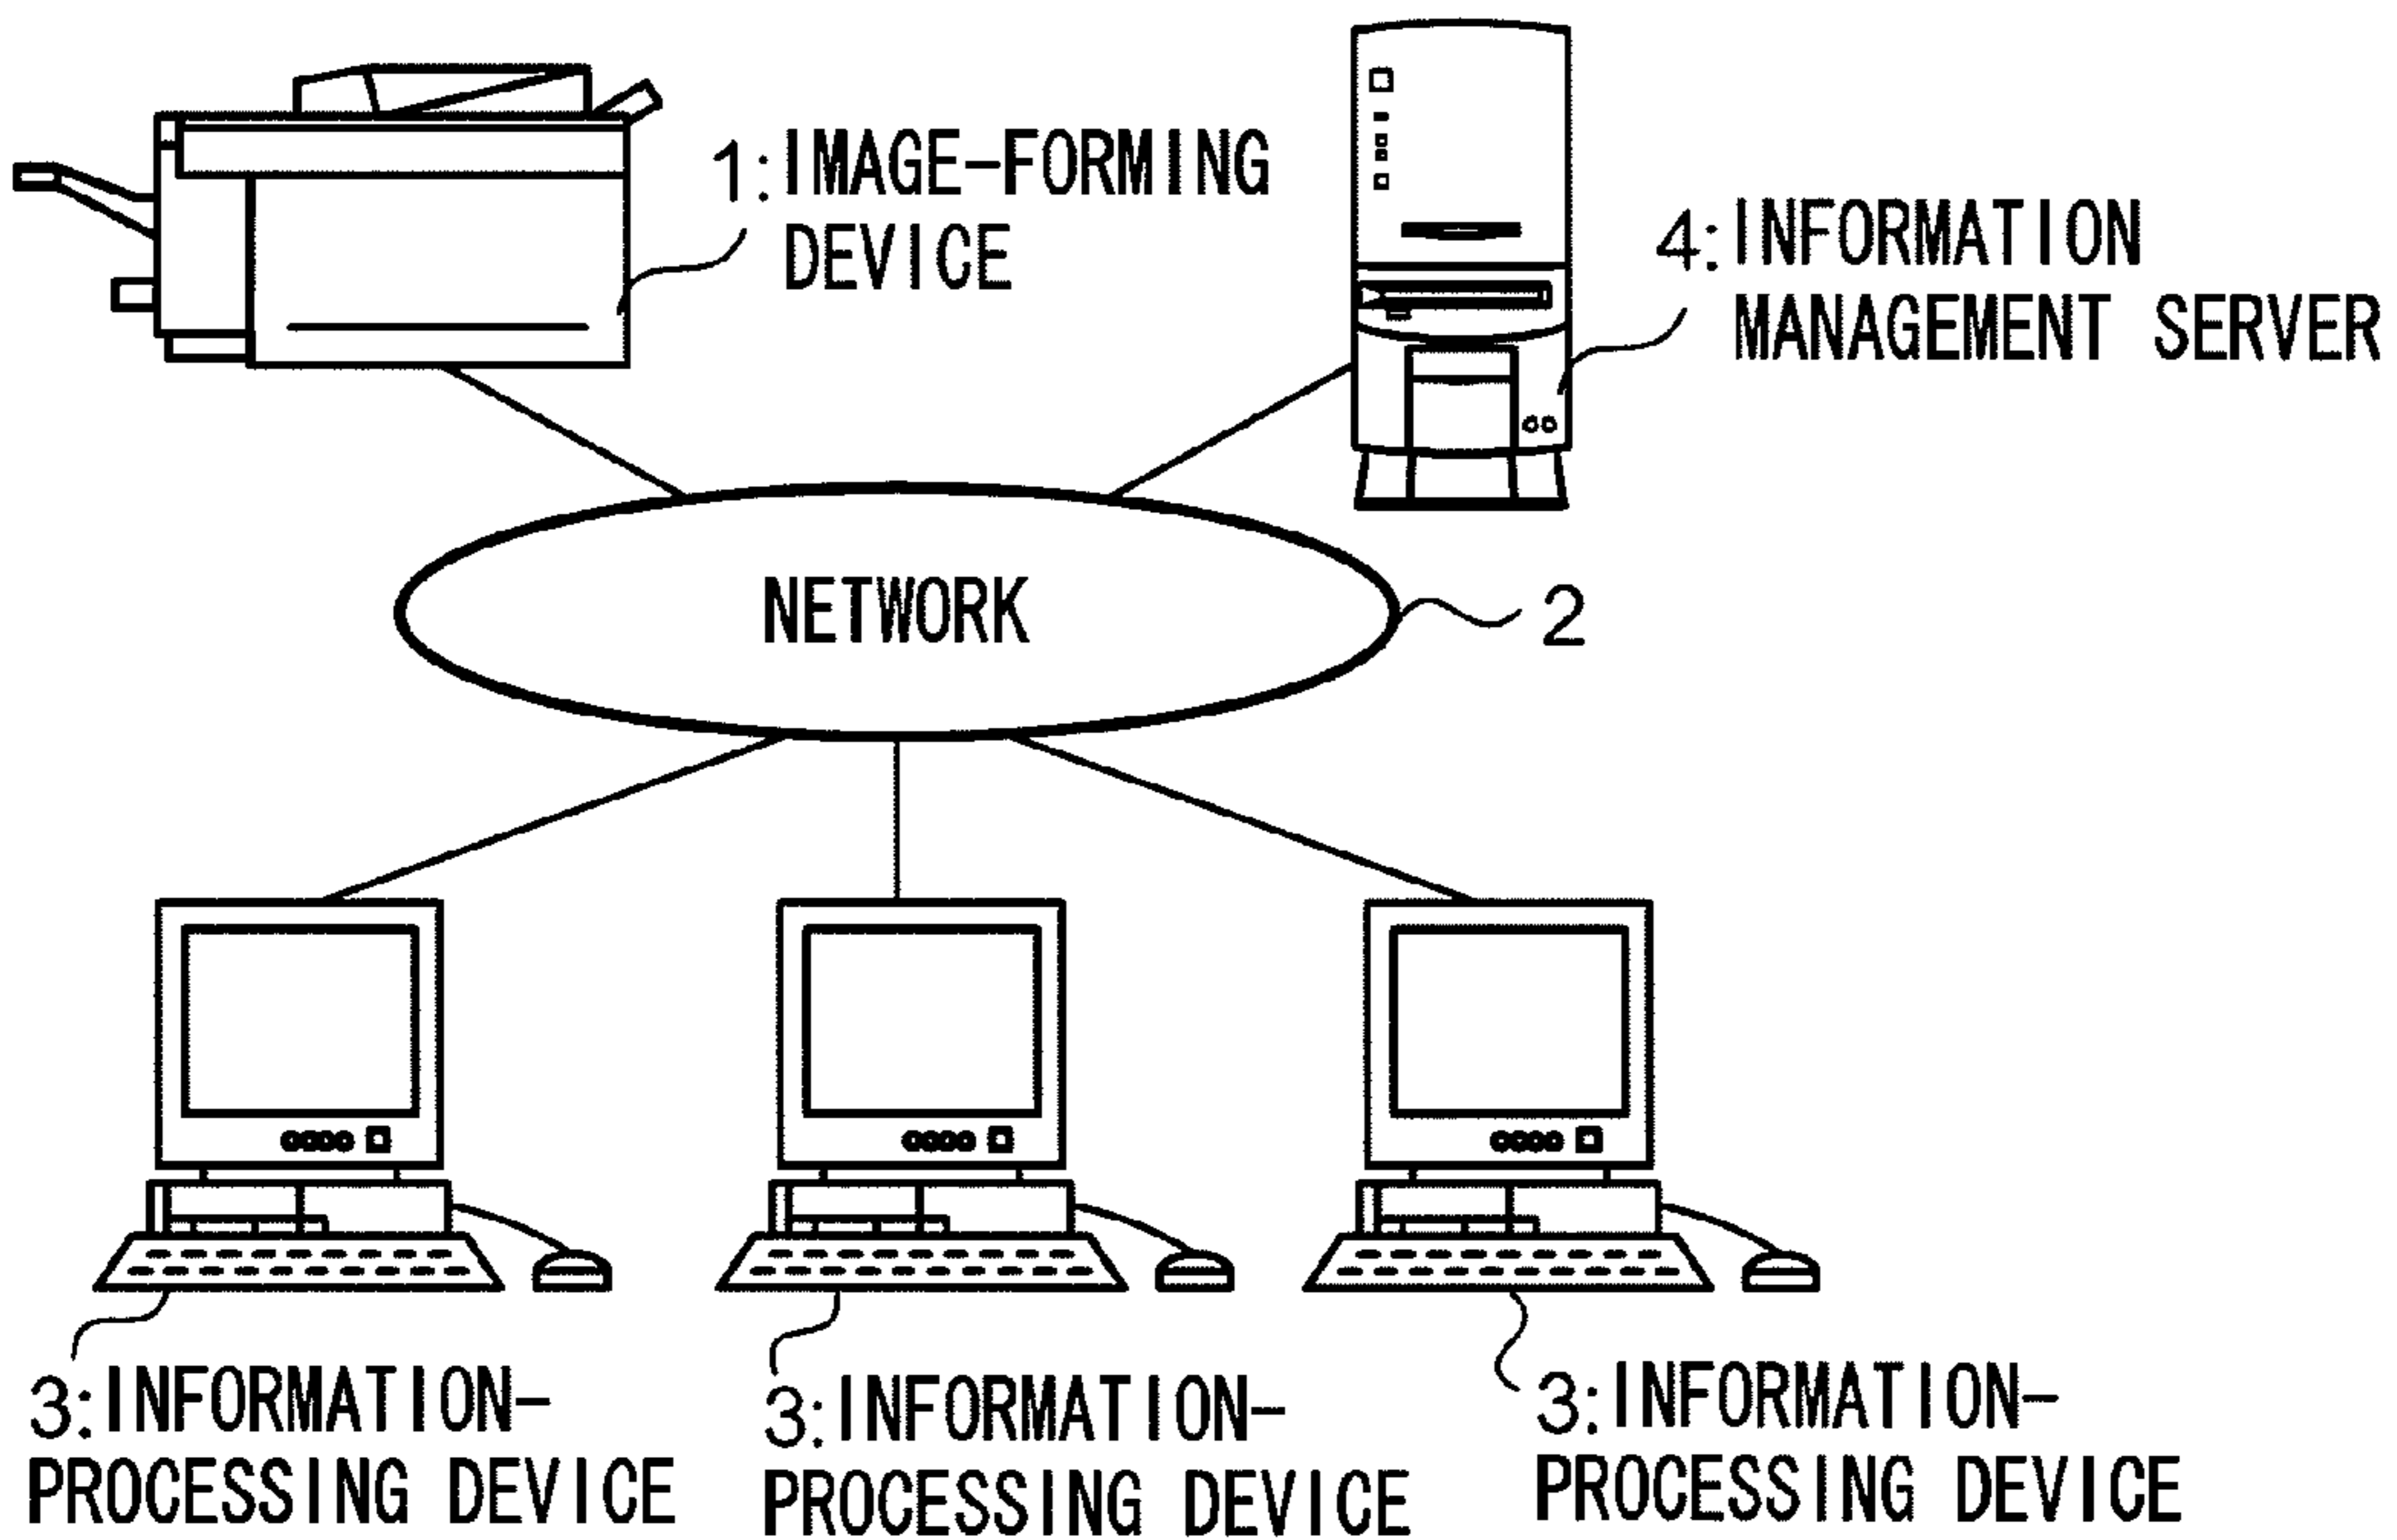 1:IMAGE-FORMING
DEVICE
4:INFORMATION
MANAGEMENT SERVER
NETWORK
2
3:INFORMATION-
PROCESSING DEVICE
3:INFORMATION-
PROCESSING DEVICE
3:INFORMATION-
PROCESSING DEVICE